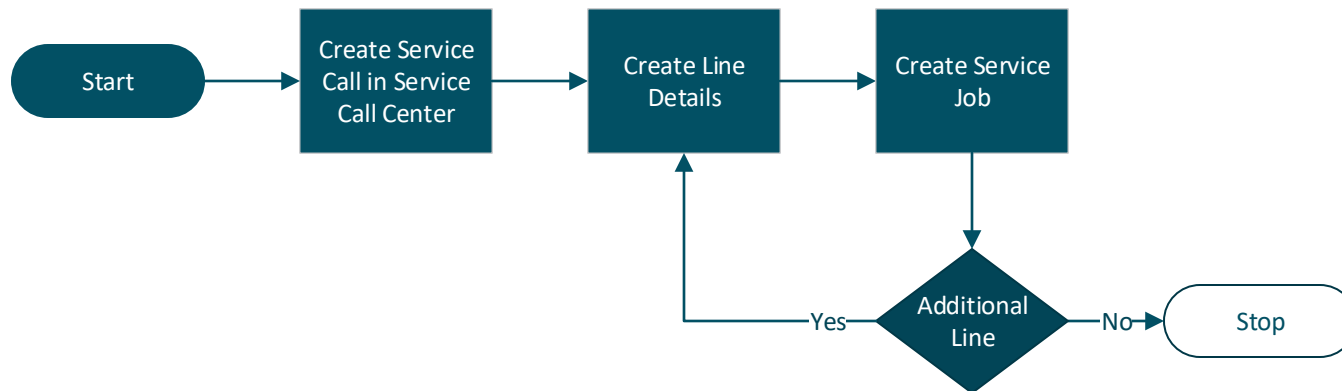 Start
Create Service
Call in Service
Call Center
Create Line
Details
Create Service
Job
Additional
Line
Yes
No
Stop